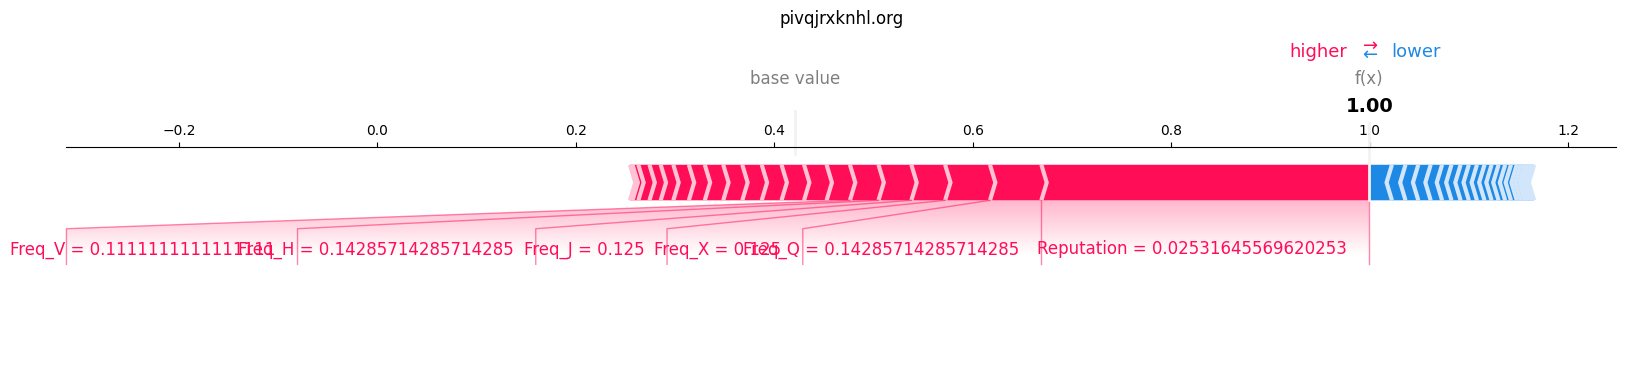 pivqjrxknhl.org
higher ⇄ lower
base value f(x)
1.00
−0.2 0.0 0.2 0.4 0.6 0.8 1.0 1.2
Freq_V = 0.1111111111111111 Freq_H = 0.14285714285714285 Freq_J = 0.125 Freq_X = 0.125 Freq_Q = 0.14285714285714285 Reputation = 0.02531645569620253